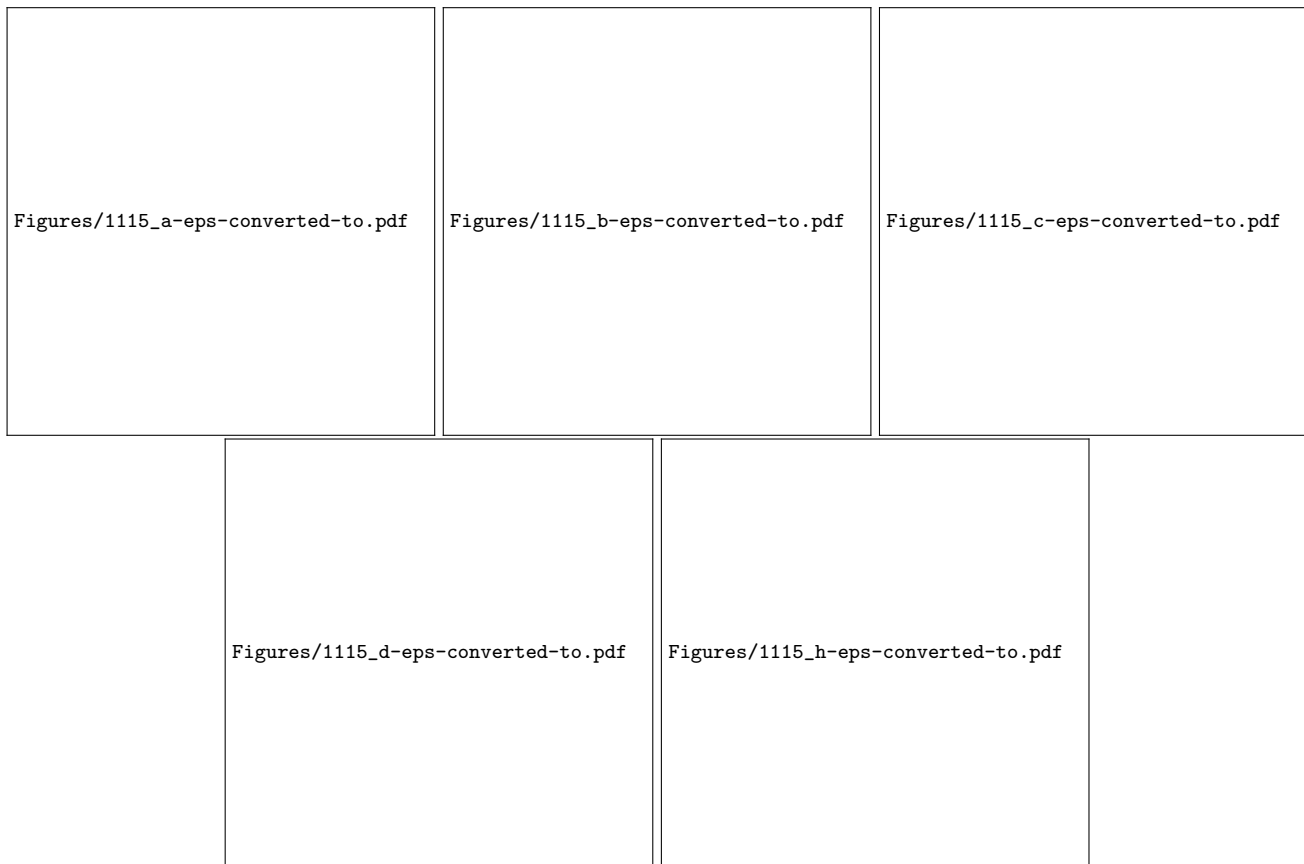 Figures/1115_a-eps-converted-to.pdf
Figures/1115_b-eps-converted-to.pdf
Figures/1115_c-eps-converted-to.pdf
Figures/1115_d-eps-converted-to.pdf
Figures/1115_h-eps-converted-to.pdf